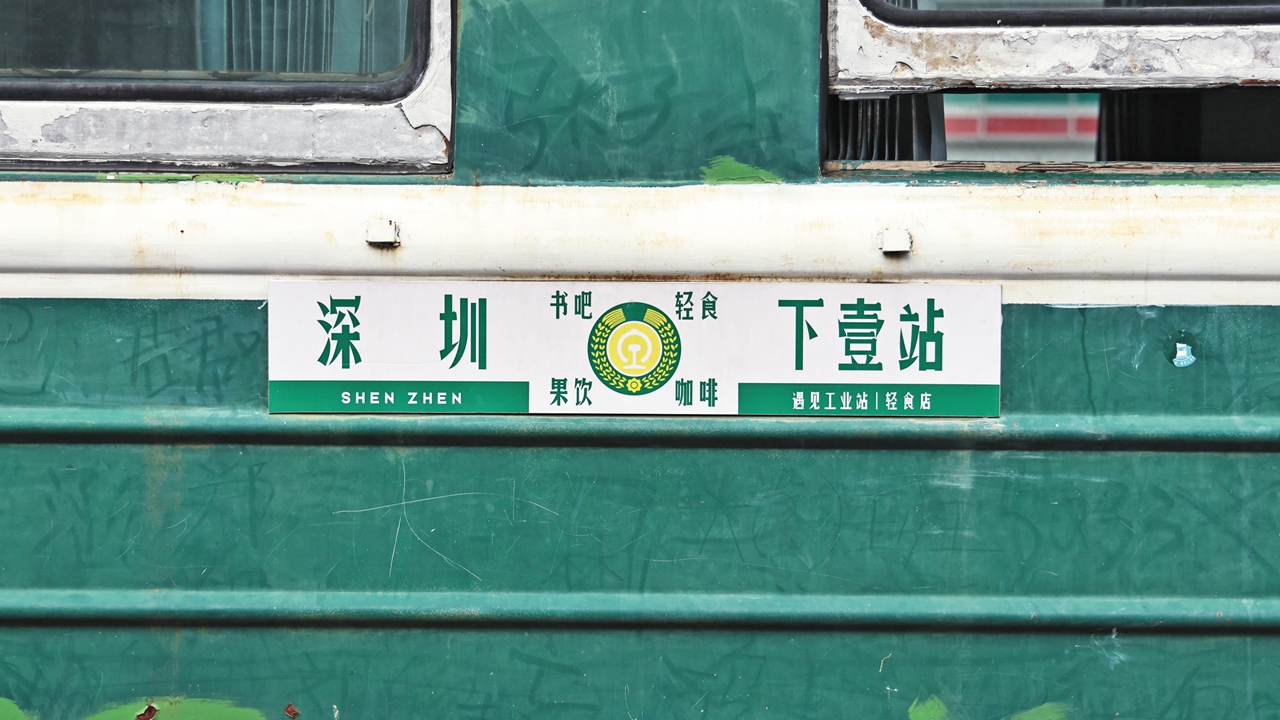 深圳
SHEN ZHEN
书吧 轻食
果饮 咖啡
下壹站
遇见工业站 | 轻食店